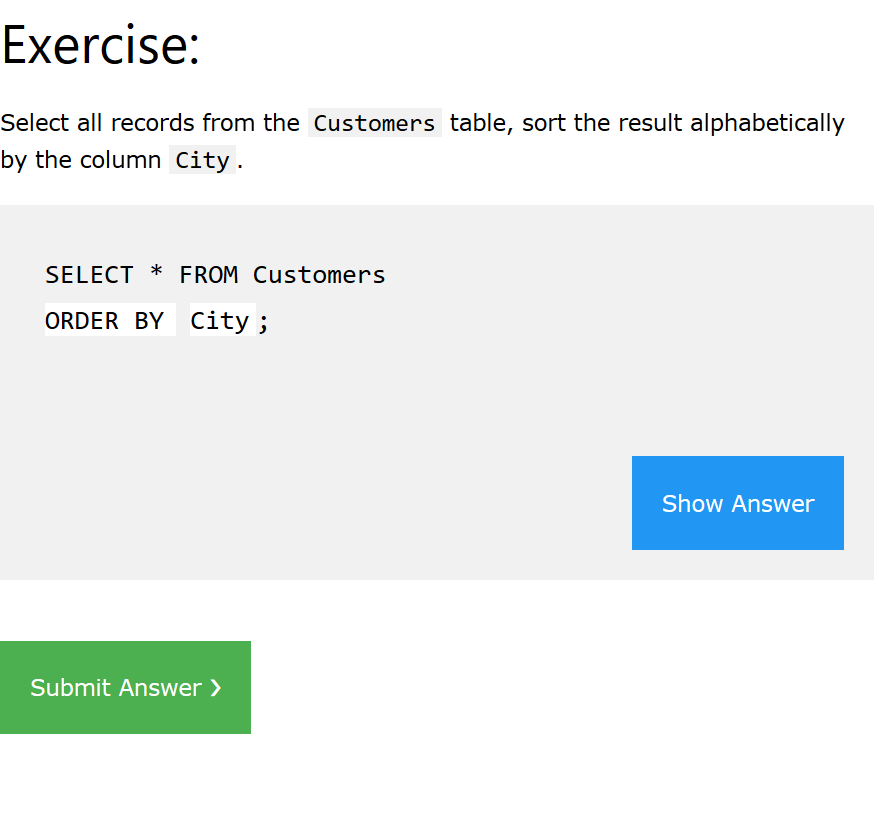 Exercise:
Select all records from the Customers table, sort the result alphabetically
by the column City.
SELECT * FROM Customers
ORDER BY City;
Show Answer
Submit Answer ❯